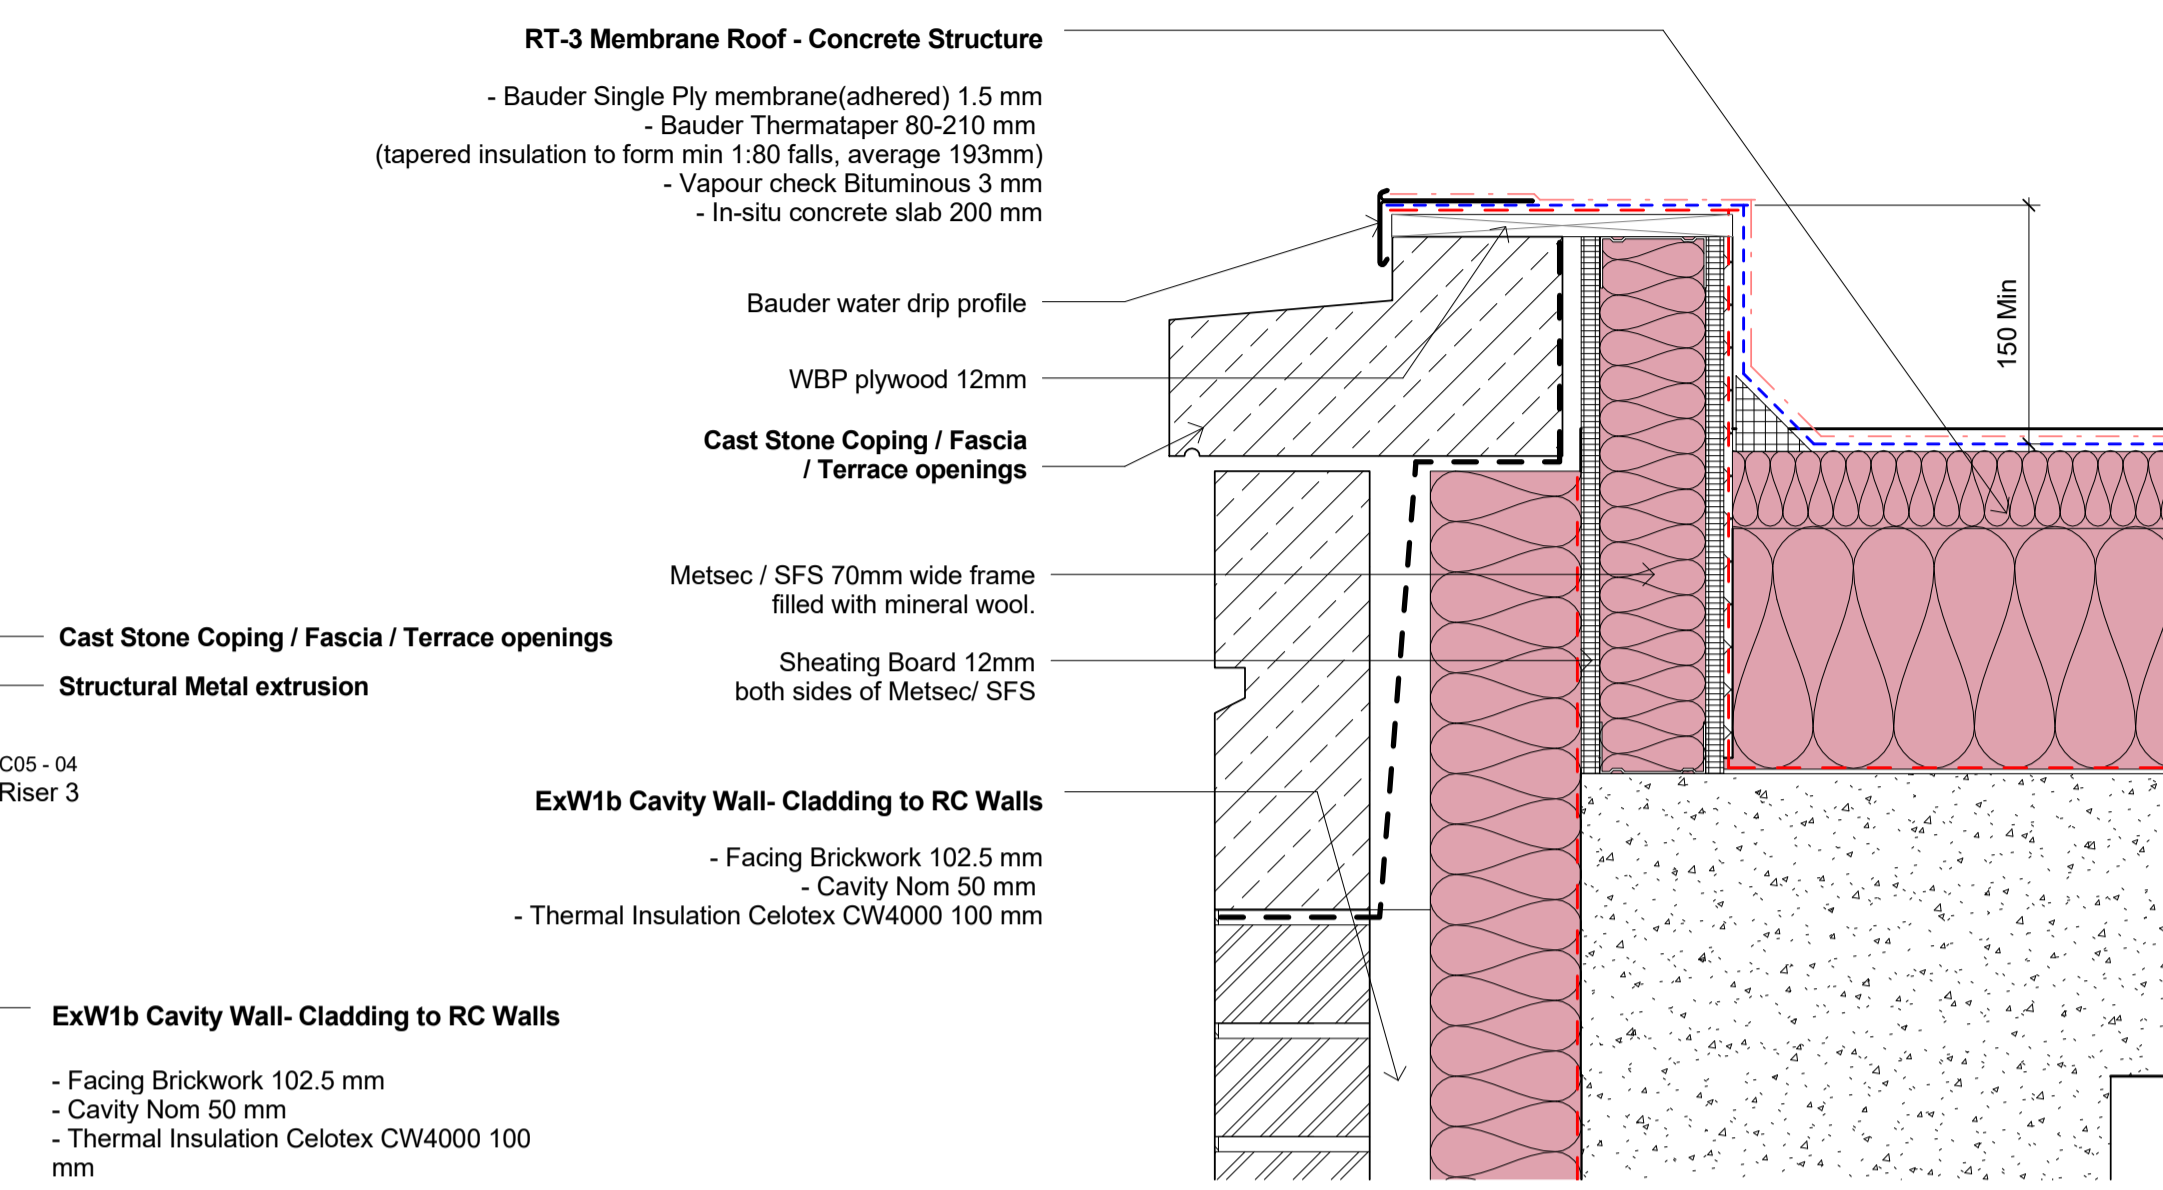 RT-3 Membrane Roof - Concrete Structure
- Bauder Single Ply membrane(adhered) 1.5 mm
- Bauder Thermataper 80-210 mm
(tapered insulation to form min 1:80 falls, average 193mm)
- Vapour check Bituminous 3 mm
- In-situ concrete slab 200 mm
Bauder water drip profile
WBP plywood 12mm
Cast Stone Coping / Fascia
/ Terrace openings
Metsec / SFS 70mm wide frame
filled with mineral wool.
Sheating Board 12mm
both sides of Metsec/ SFS
ExW1b Cavity Wall- Cladding to RC Walls
- Facing Brickwork 102.5 mm
- Cavity Nom 50 mm
- Thermal Insulation Celotex CW4000 100 mm
150 Min
Cast Stone Coping / Fascia / Terrace openings
Structural Metal extrusion
C05 - 04
Riser 3
ExW1b Cavity Wall- Cladding to RC Walls
- Facing Brickwork 102.5 mm
- Cavity Nom 50 mm
- Thermal Insulation Celotex CW4000 100
mm